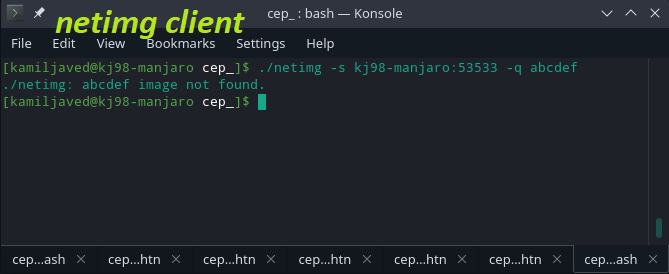 cep_ : bash — Konsole
netimg client
File Edit View Bookmarks Settings Help
[kamiljaved@kj98-manjaro cep_]$ ./netimg -s kj98-manjaro:53533 -q abcdef
./netimg: abcdef image not found.
[kamiljaved@kj98-manjaro cep_]$
cep...ash cep...htn cep...htn cep...htn cep...htn cep...htn cep...ash